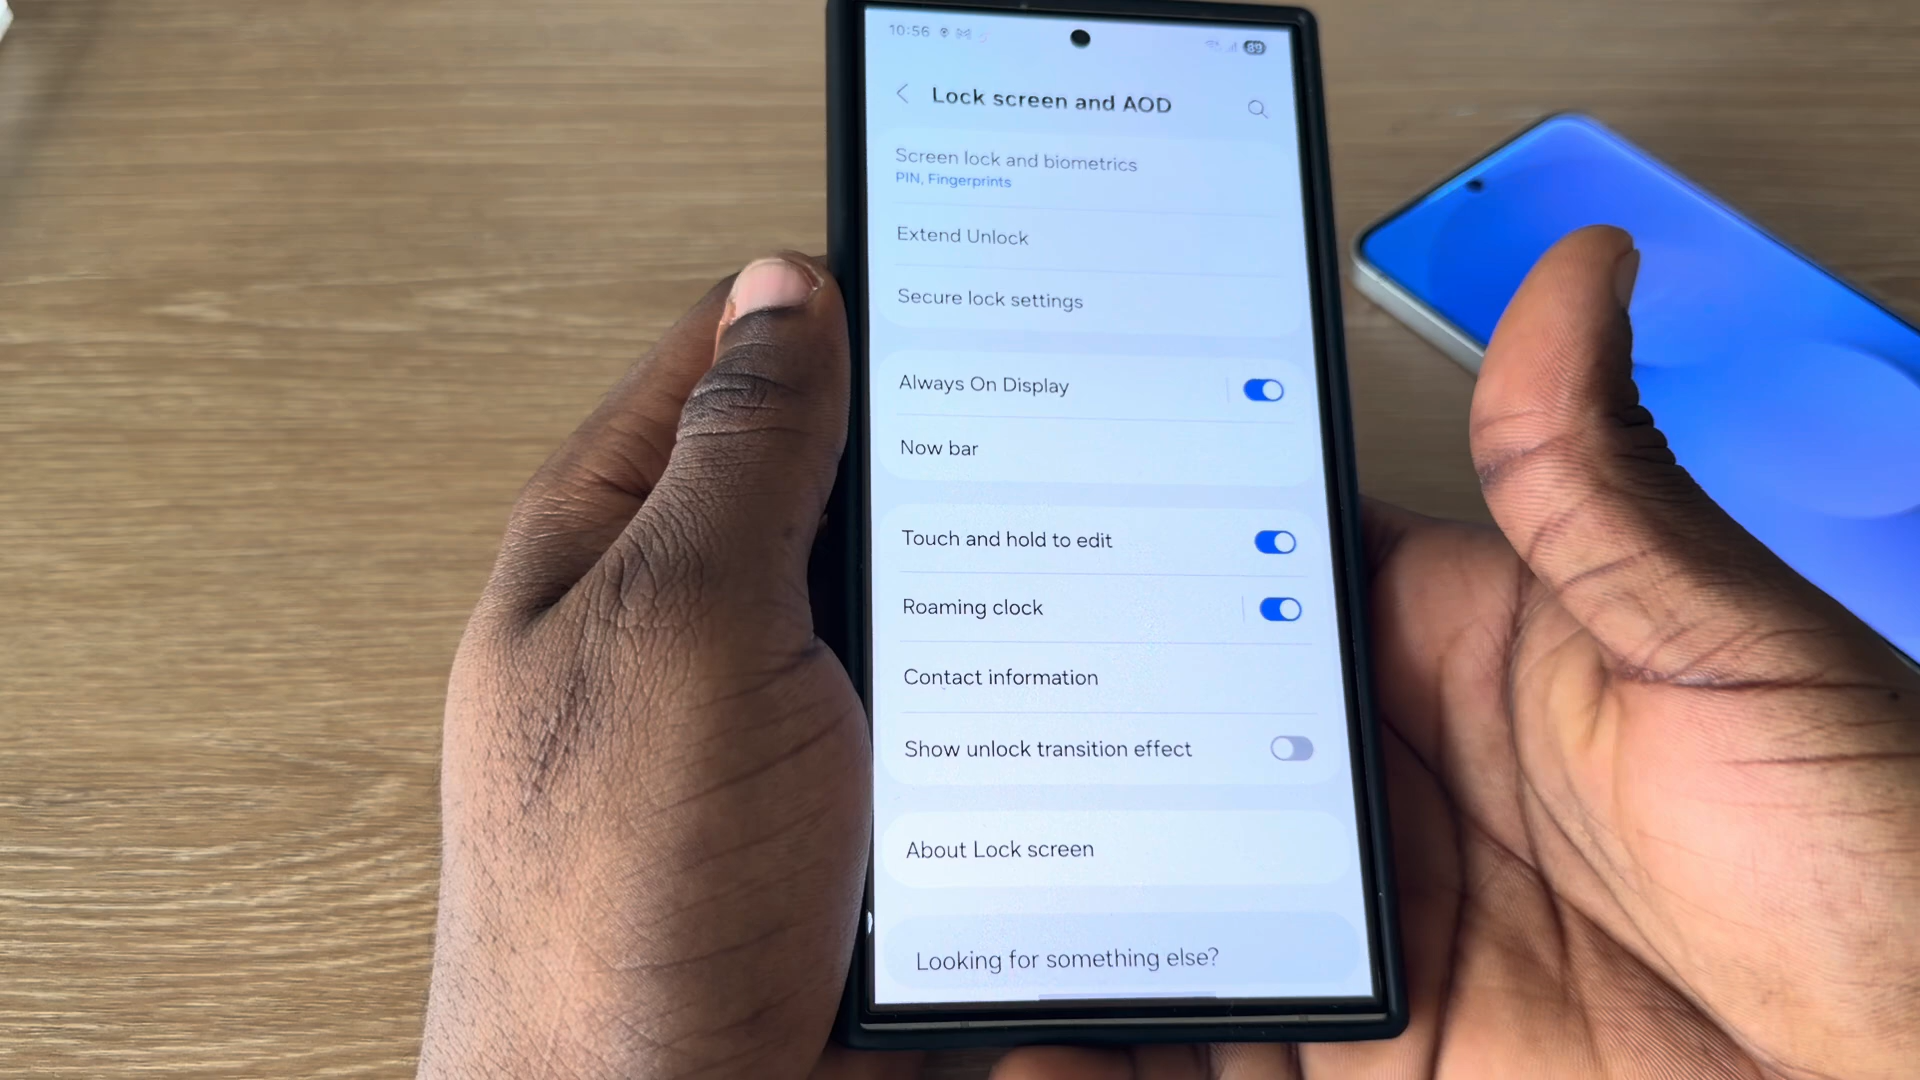 10:56
89
Lock screen and AOD
Screen lock and biometrics
PIN, Fingerprints
Extend Unlock
Secure lock settings
Always On Display
Now bar
Touch and hold to edit
Roaming clock
Contact information
Show unlock transition effect
About Lock screen
Looking for something else?